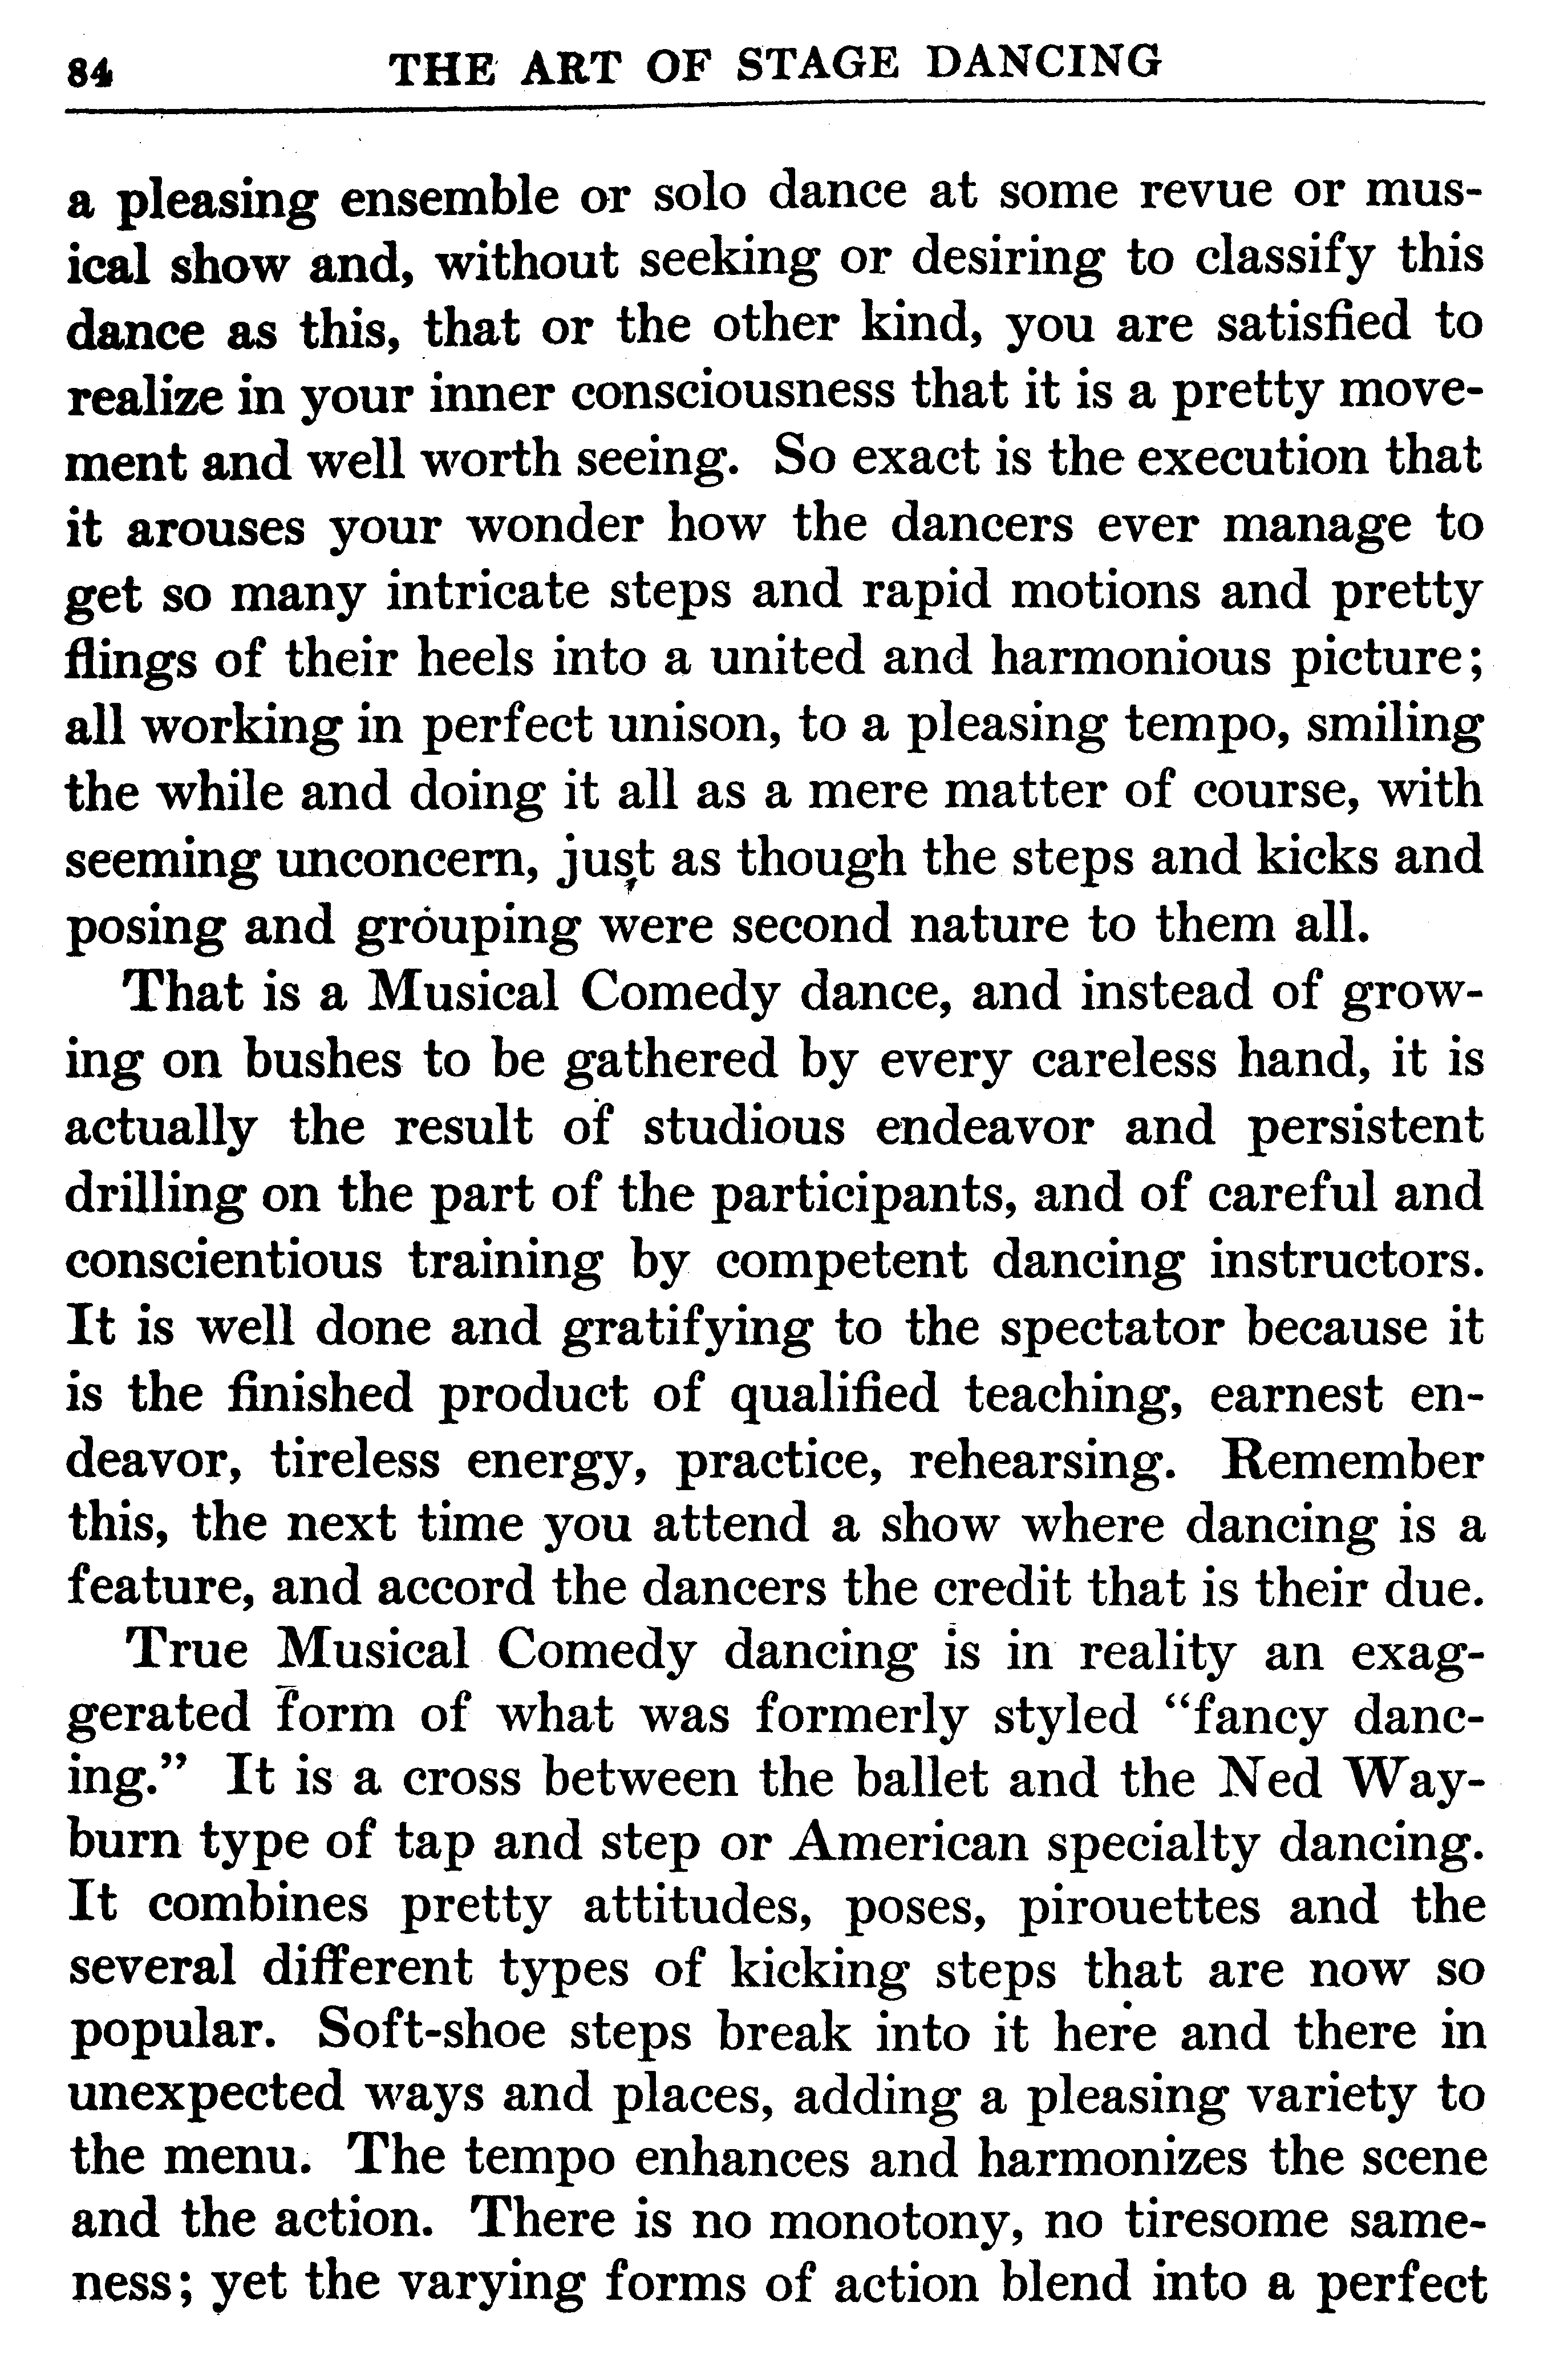 84 THE ART OF STAGE DANCING
a pleasing ensemble or solo dance at some revue or mus-
ical show and, without seeking or desiring to classify this
dance as this, that or the other kind, you are satisfied to
realize in your inner consciousness that it is a pretty move-
ment and well worth seeing. So exact is the execution that
it arouses your wonder how the dancers ever manage to
get so many intricate steps and rapid motions and pretty
flings of their heels into a united and harmonious picture;
all working in perfect unison, to a pleasing tempo, smiling
the while and doing it all as a mere matter of course, with
seeming unconcern, just as though the steps and kicks and
posing and grouping were second nature to them all.
That is a Musical Comedy dance, and instead of grow-
ing on bushes to be gathered by every careless hand, it is
actually the result of studious endeavor and persistent
drilling on the part of the participants, and of careful and
conscientious training by competent dancing instructors.
It is well done and gratifying to the spectator because it
is the finished product of qualified teaching, earnest en-
deavor, tireless energy, practice, rehearsing. Remember
this, the next time you attend a show where dancing is a
feature, and accord the dancers the credit that is their due.
True Musical Comedy dancing is in reality an exag-
gerated form of what was formerly styled “fancy danc-
ing.” It is a cross between the ballet and the Ned Way-
burn type of tap and step or American specialty dancing.
It combines pretty attitudes, poses, pirouettes and the
several different types of kicking steps that are now so
popular. Soft-shoe steps break into it here and there in
unexpected ways and places, adding a pleasing variety to
the menu. The tempo enhances and harmonizes the scene
and the action. There is no monotony, no tiresome same-
ness; yet the varying forms of action blend into a perfect